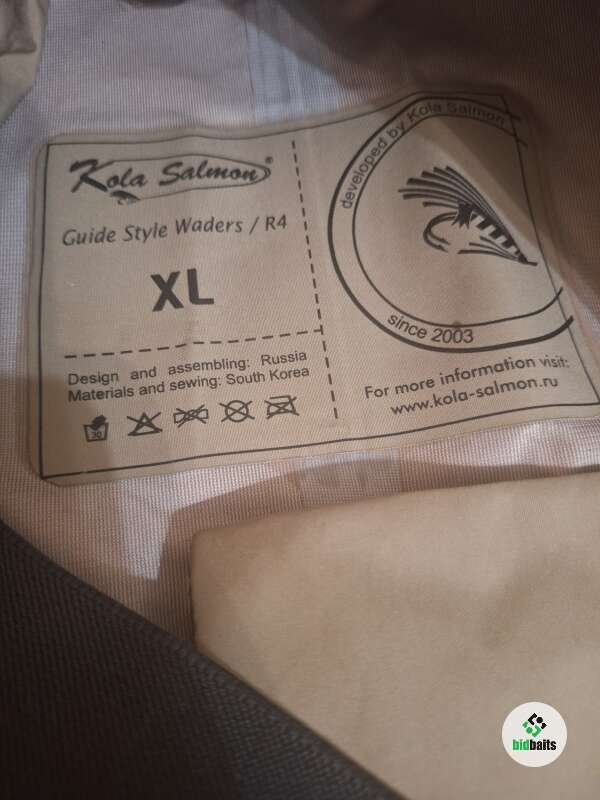 Kola Salmon®
Guide Style Waders / R4
XL
Design and assembling: Russia
Materials and sewing: South Korea
30
developed by Kola Salmon
since 2003
For more information visit:
www.kola-salmon.ru
bidbaits